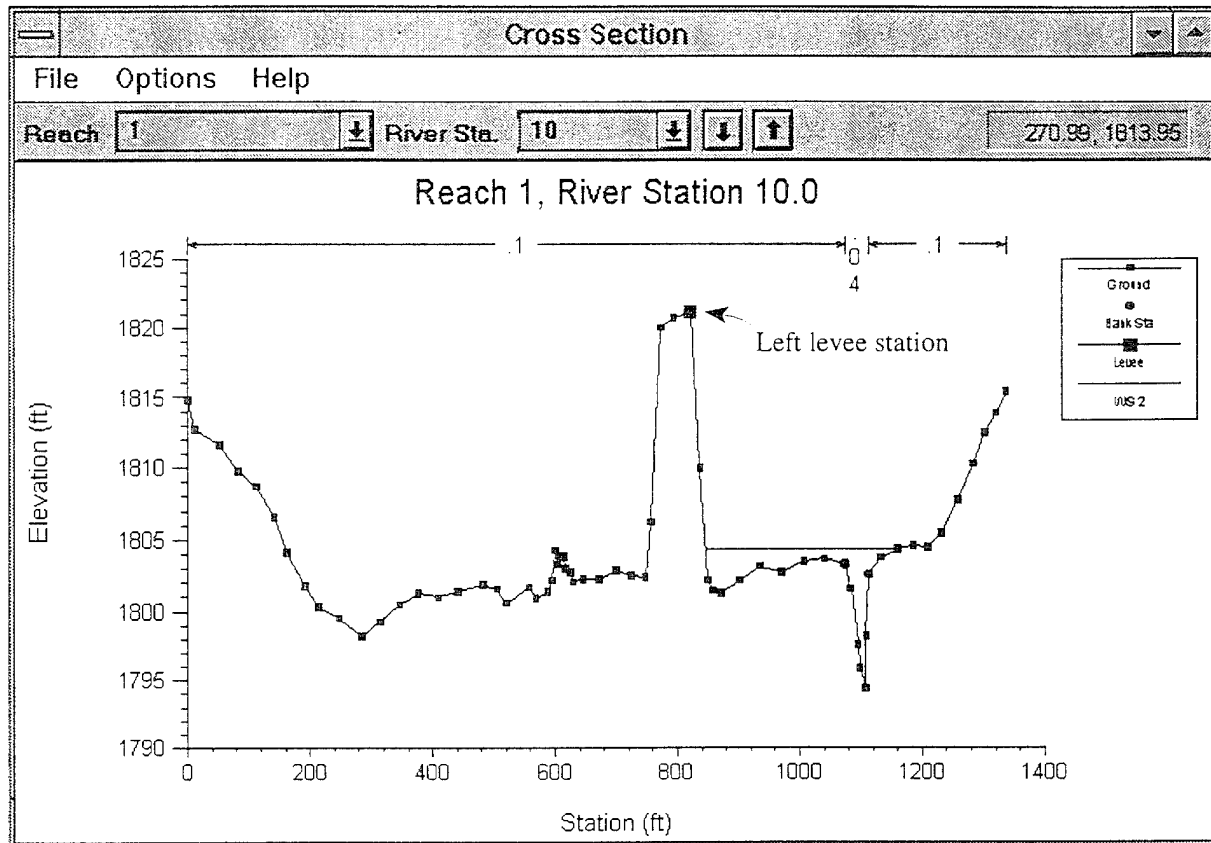 Cross Section
File Options Help
Reach 1 River Sta. 10 270.99, 1813.95
Reach 1, River Station 10.0
.1 .04 .1
1825
1820
1815
1810
1805
1800
1795
1790
Elevation (ft)
Left levee station
Ground
Bank Sta
Levee
WS 2
0 200 400 600 800 1000 1200 1400
Station (ft)